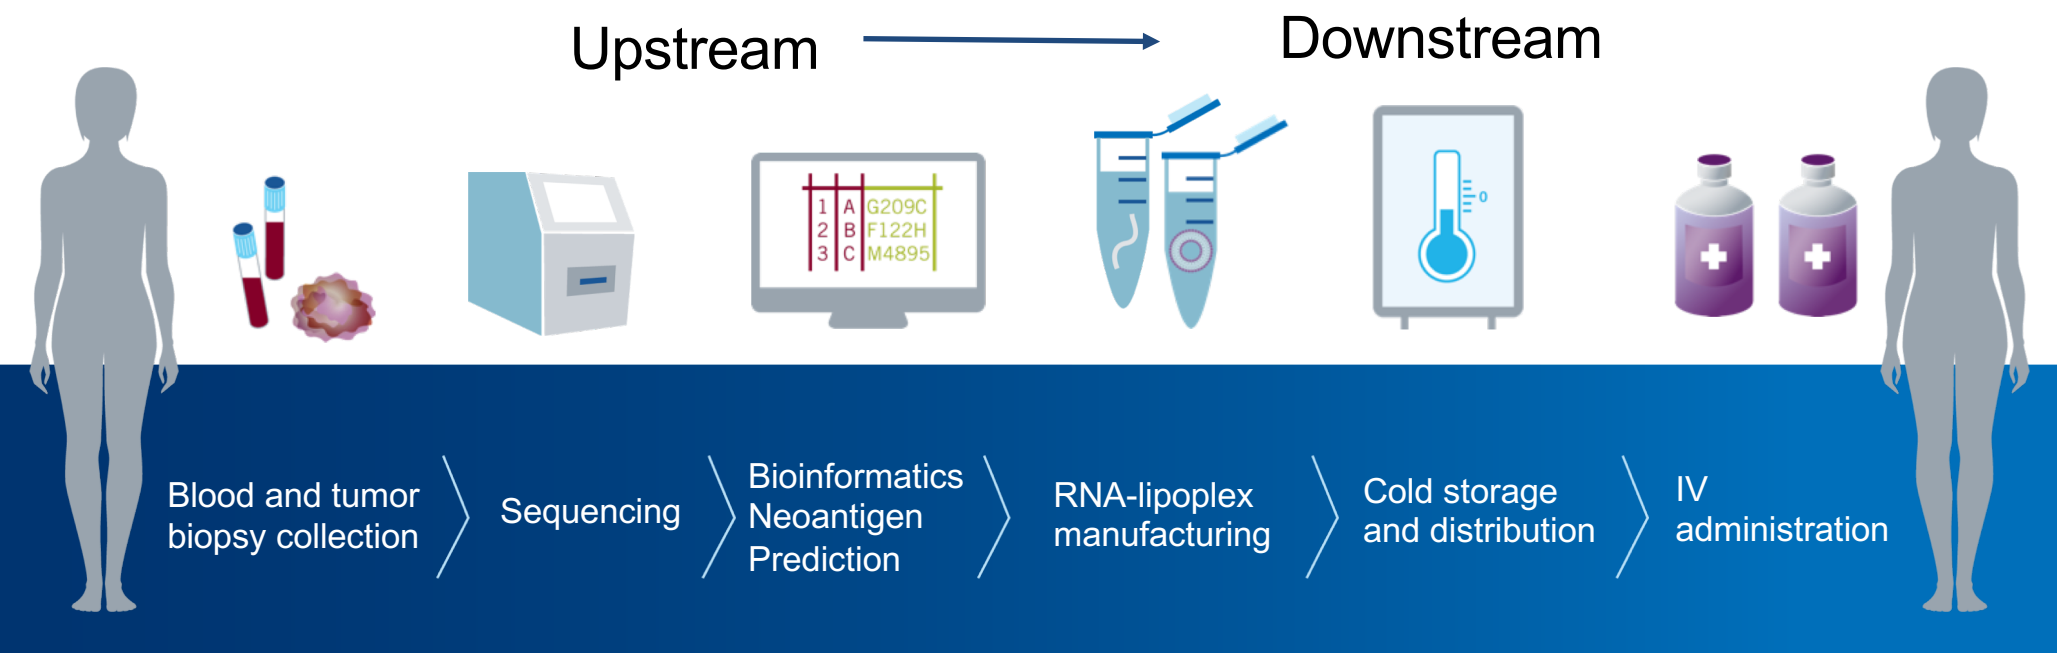 Upstream
Downstream
1 A G209C
2 B F122H
3 C M4895
0
Blood and tumor
biopsy collection
Sequencing
Bioinformatics
Neoantigen
Prediction
RNA-lipoplex
manufacturing
Cold storage
and distribution
IV
administration